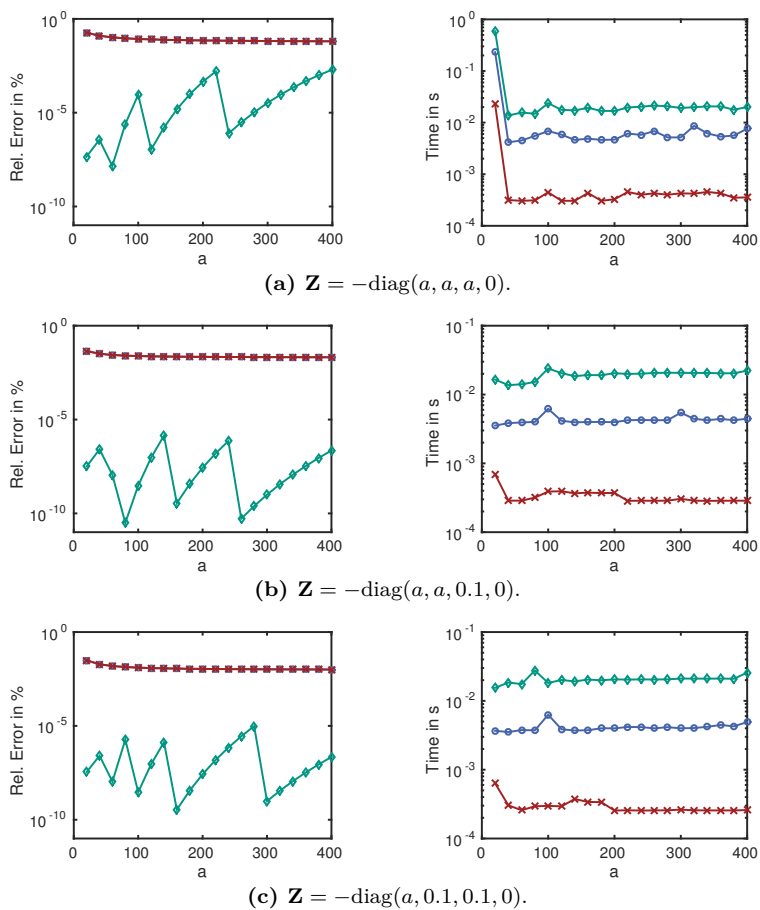 10^0
10^-5
10^-10
Rel. Error in %
0 100 200 300 400
a
10^0
10^-1
10^-2
10^-3
10^-4
Time in s
0 100 200 300 400
a
(a) Z = −diag(a, a, a, 0).
10^0
10^-5
10^-10
Rel. Error in %
0 100 200 300 400
a
10^-1
10^-2
10^-3
10^-4
Time in s
0 100 200 300 400
a
(b) Z = −diag(a, a, 0.1, 0).
10^0
10^-5
10^-10
Rel. Error in %
0 100 200 300 400
a
10^-1
10^-2
10^-3
10^-4
Time in s
0 100 200 300 400
a
(c) Z = −diag(a, 0.1, 0.1, 0).